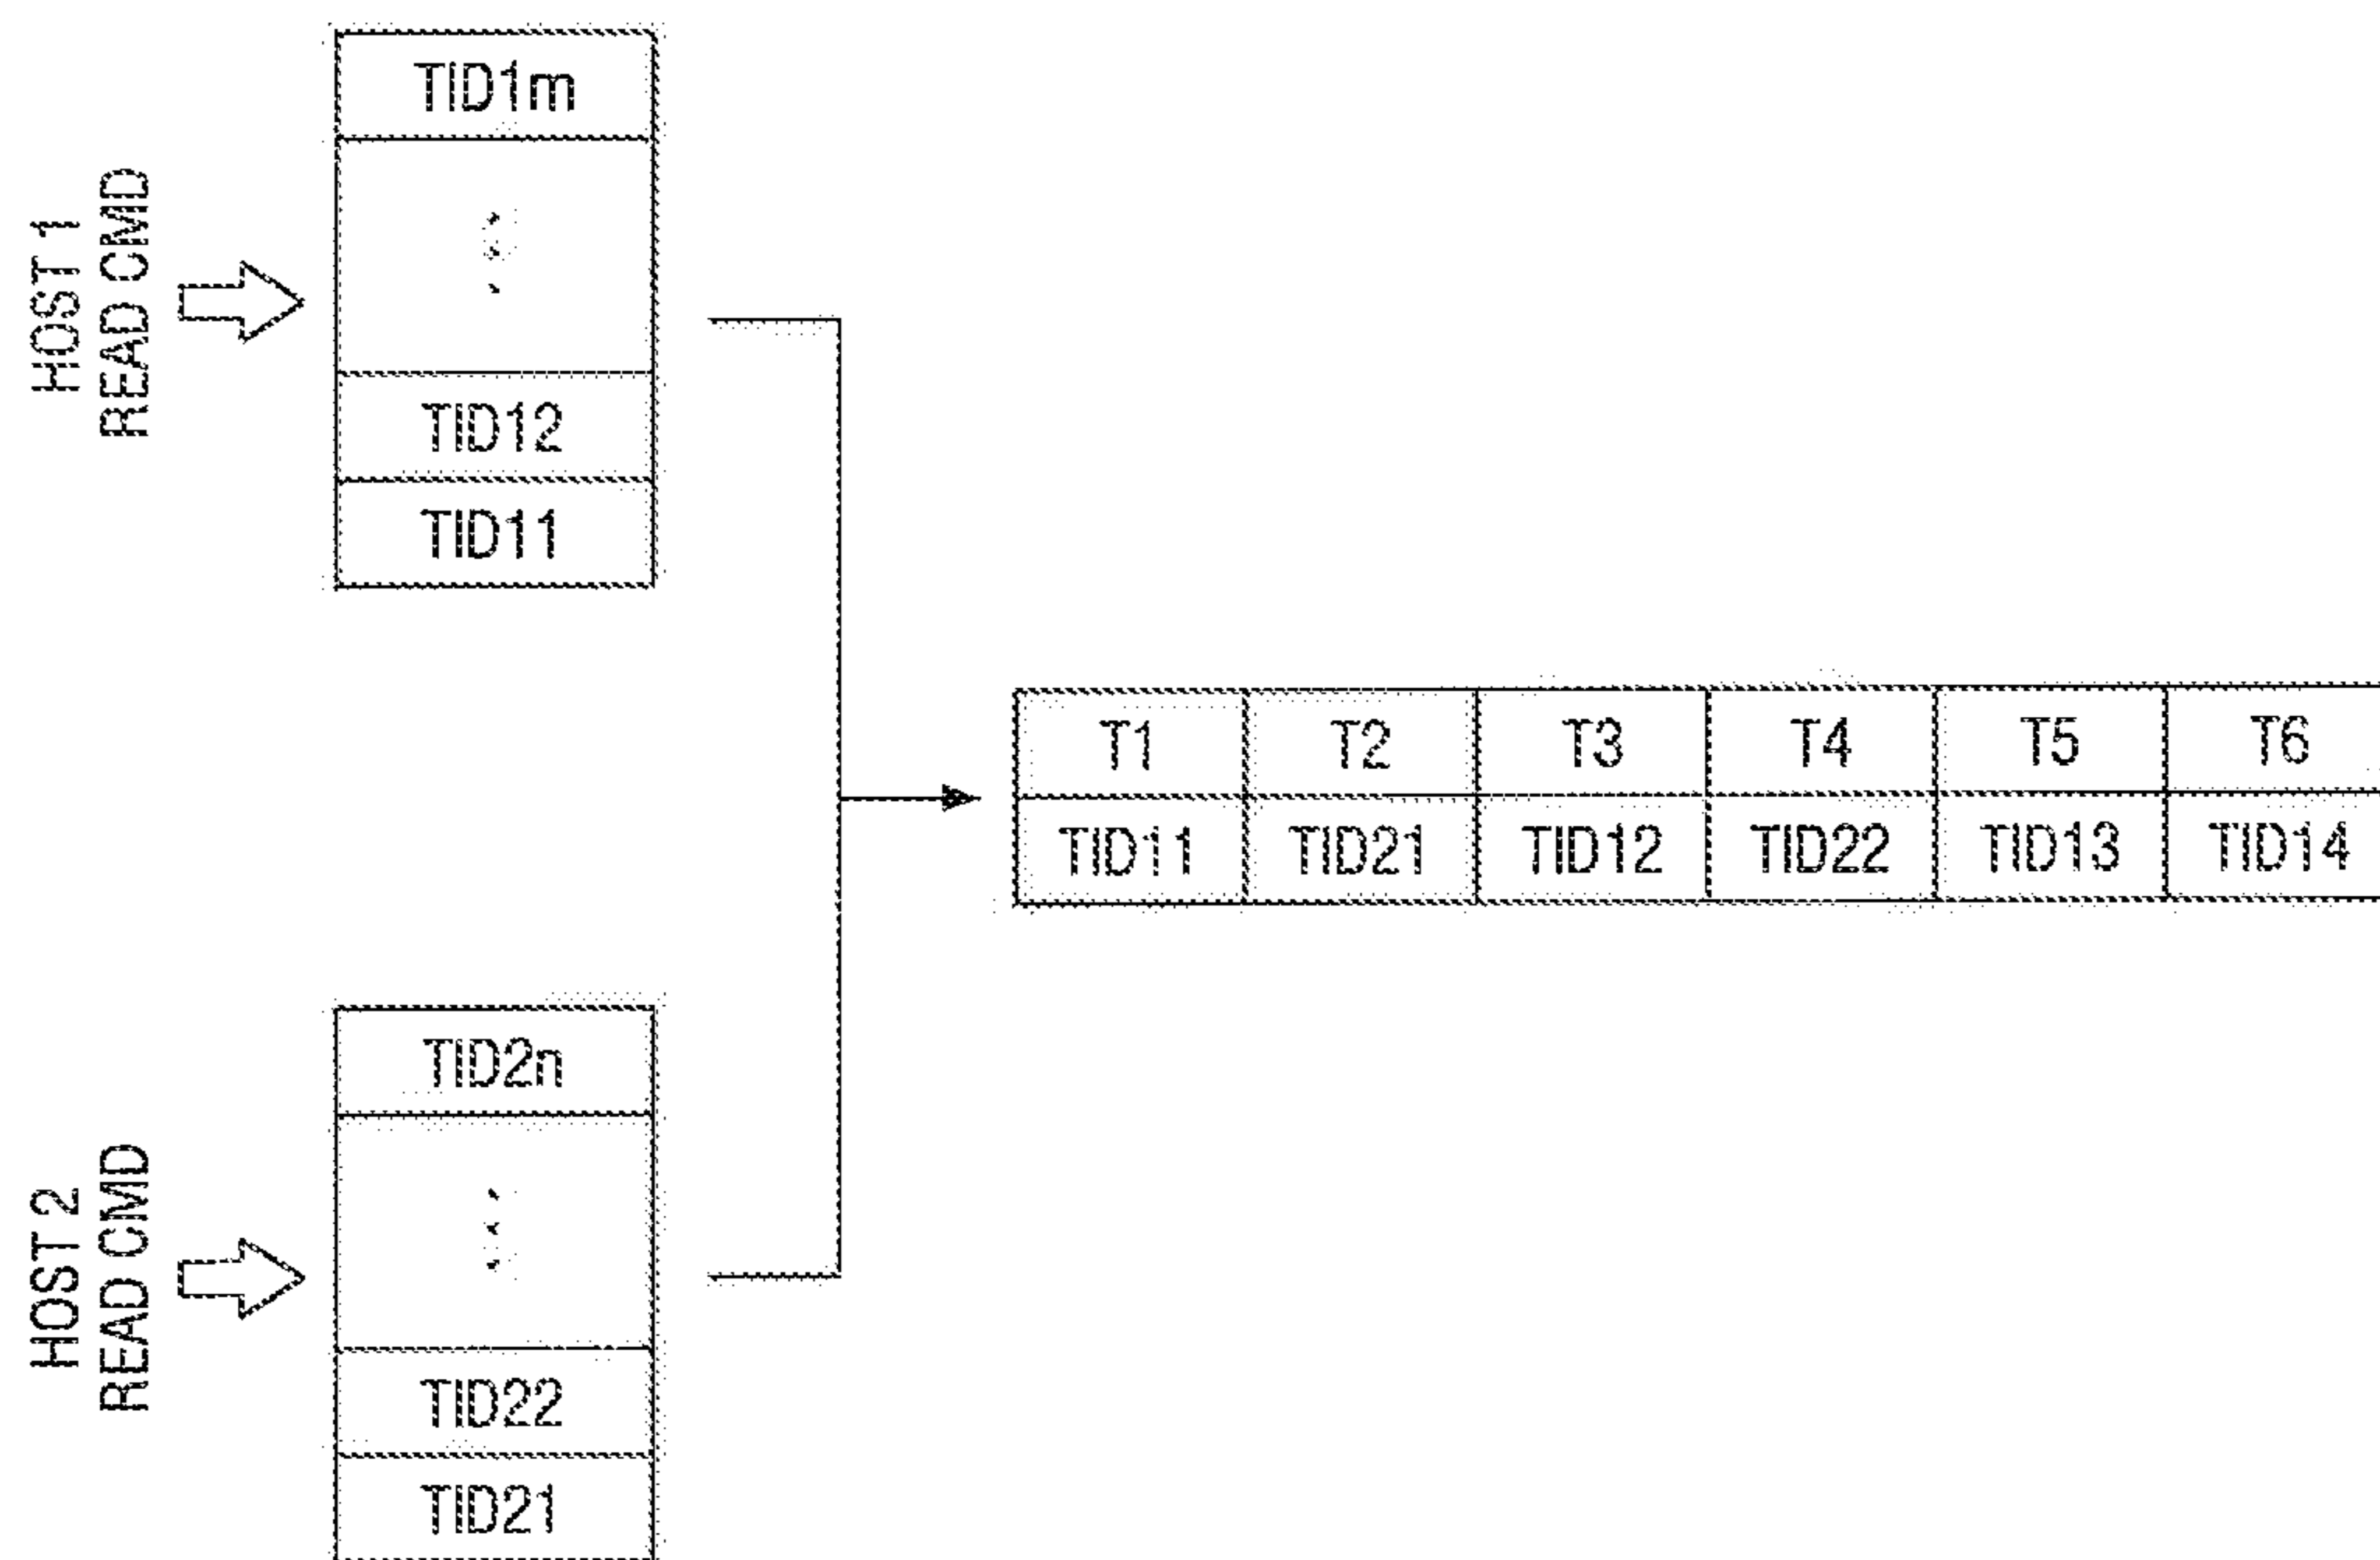 HOST 1
READ CMD
TID1m
TID12
TID11
T1 T2 T3 T4 T5 T6
TID11 TID21 TID12 TID22 TID13 TID14
HOST 2
READ CMD
TID2n
TID22
TID21